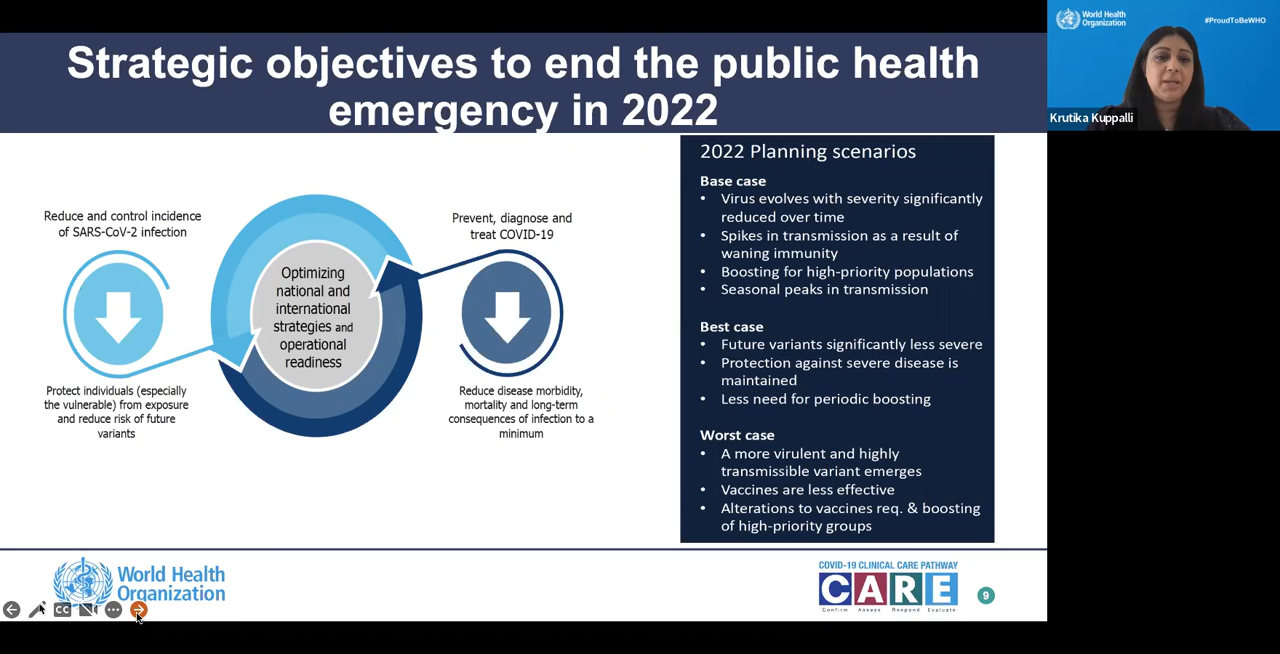 Strategic objectives to end the public health
emergency in 2022
World Health
Organization
#ProudToBeWHO
Krutika Kuppalli
Reduce and control incidence
of SARS-CoV-2 infection
Protect individuals (especially
the vulnerable) from exposure
and reduce risk of future
variants
Optimizing
national and
international
strategies and
operational
readiness
Prevent, diagnose and
treat COVID-19
Reduce disease morbidity,
mortality and long-term
consequences of infection to a
minimum
2022 Planning scenarios
Base case
• Virus evolves with severity significantly
reduced over time
• Spikes in transmission as a result of
waning immunity
• Boosting for high-priority populations
• Seasonal peaks in transmission
Best case
• Future variants significantly less severe
• Protection against severe disease is
maintained
• Less need for periodic boosting
Worst case
• A more virulent and highly
transmissible variant emerges
• Vaccines are less effective
• Alterations to vaccines req. & boosting
of high-priority groups
World Health
Organization
CC
COVID-19 CLINICAL CARE PATHWAY
CARE
Confirm Assess Respond Evaluate
9